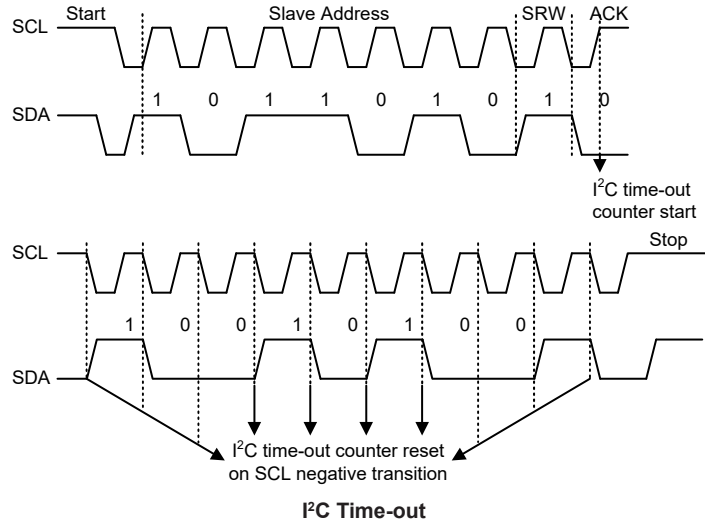 Start Slave Address SRW ACK
SCL
1 0 1 1 0 1 0 1 0
SDA
I²C time-out
counter start
Stop
SCL
1 0 0 1 0 1 0 0
SDA
I²C time-out counter reset
on SCL negative transition
I²C Time-out